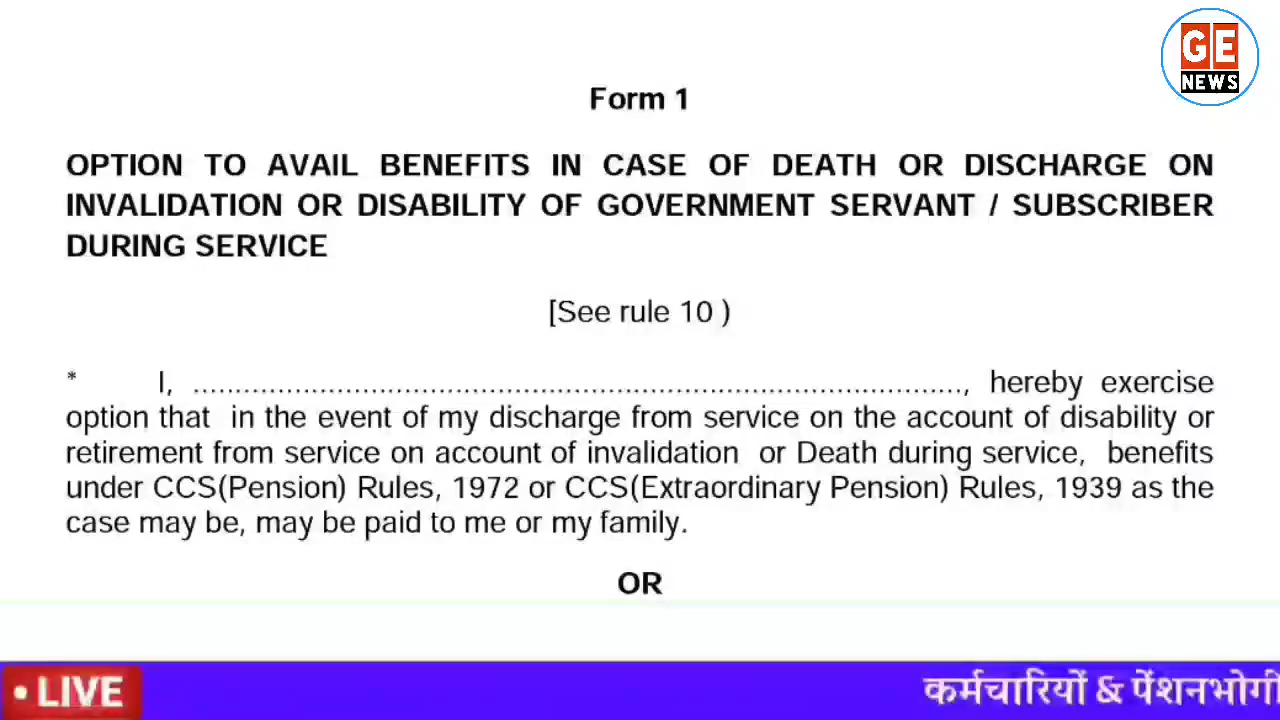 GE
NEWS
Form 1
OPTION TO AVAIL BENEFITS IN CASE OF DEATH OR DISCHARGE ON
INVALIDATION OR DISABILITY OF GOVERNMENT SERVANT / SUBSCRIBER
DURING SERVICE
[See rule 10 )
* I, ............................................................................................, hereby exercise
option that in the event of my discharge from service on the account of disability or
retirement from service on account of invalidation or Death during service, benefits
under CCS(Pension) Rules, 1972 or CCS(Extraordinary Pension) Rules, 1939 as the
case may be, may be paid to me or my family.
OR
• LIVE
कर्मचारियों & पेंशनभोगी